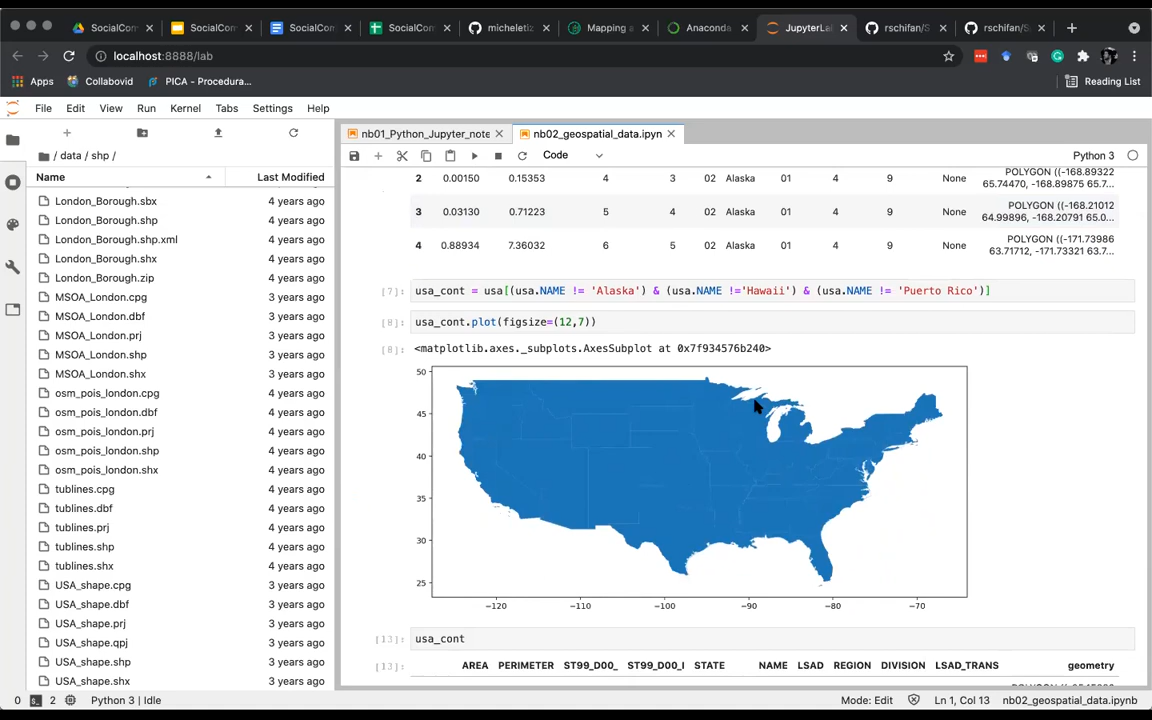 SocialCom
SocialCom
SocialCom
SocialCom
micheletiz
Mapping a
Anaconda
JupyterLa
rschifan/S
rschifan/S
localhost:8888/lab
Apps
Collabovid
PICA - Procedura...
Reading List
File Edit View Run Kernel Tabs Settings Help
nb01_Python_Jupyter_note
nb02_geospatial_data.ipyn
Code
Python 3
/ data / shp /
Name Last Modified
London_Borough.sbx 4 years ago
London_Borough.shp 4 years ago
London_Borough.shp.xml 4 years ago
London_Borough.shx 4 years ago
London_Borough.zip 4 years ago
MSOA_London.cpg 3 years ago
MSOA_London.dbf 3 years ago
MSOA_London.prj 3 years ago
MSOA_London.shp 3 years ago
MSOA_London.shx 3 years ago
osm_pois_london.cpg 4 years ago
osm_pois_london.dbf 4 years ago
osm_pois_london.prj 4 years ago
osm_pois_london.shp 4 years ago
osm_pois_london.shx 4 years ago
tublines.cpg 4 years ago
tublines.dbf 4 years ago
tublines.prj 4 years ago
tublines.shp 4 years ago
tublines.shx 4 years ago
USA_shape.cpg 3 years ago
USA_shape.dbf 3 years ago
USA_shape.prj 3 years ago
USA_shape.qpj 3 years ago
USA_shape.shp 3 years ago
USA_shape.shx 3 years ago
2 0.00150 0.15353 4 3 02 Alaska 01 4 9 None POLYGON ((-168.89322
65.74470, -168.89875 65.7...
3 0.03130 0.71223 5 4 02 Alaska 01 4 9 None POLYGON ((-168.21012
64.99896, -168.20791 65.0...
4 0.88934 7.36032 6 5 02 Alaska 01 4 9 None POLYGON ((-171.73986
63.71712, -171.73321 63.7...
[7]: usa_cont = usa[(usa.NAME != 'Alaska') & (usa.NAME !='Hawaii') & (usa.NAME != 'Puerto Rico')]
[8]: usa_cont.plot(figsize=(12,7))
[8]: <matplotlib.axes._subplots.AxesSubplot at 0x7f934576b240>
50
45
40
35
30
25
−120 −110 −100 −90 −80 −70
[13]: usa_cont
[13]: AREA PERIMETER ST99_D00_ ST99_D00_I STATE NAME LSAD REGION DIVISION LSAD_TRANS geometry
0 2 Python 3 | Idle Mode: Edit Ln 1, Col 13 nb02_geospatial_data.ipynb